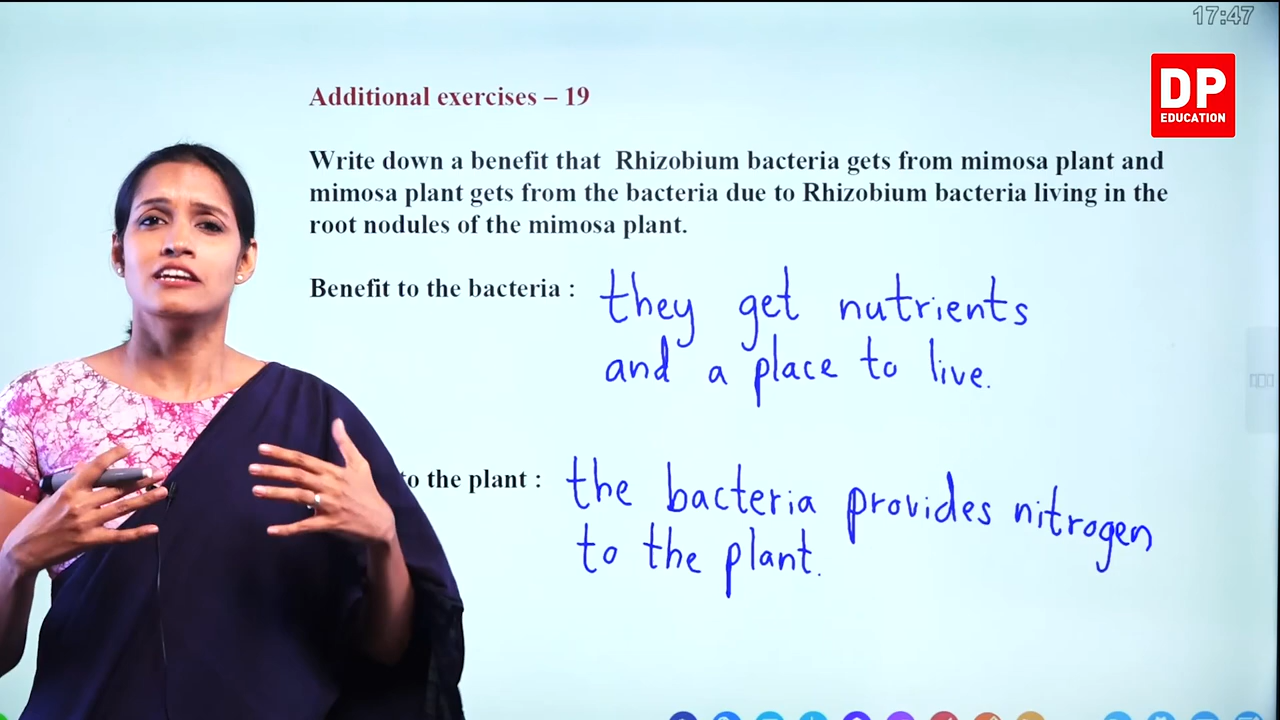 17:47
DP
EDUCATION
Additional exercises – 19
Write down a benefit that Rhizobium bacteria gets from mimosa plant and
mimosa plant gets from the bacteria due to Rhizobium bacteria living in the
root nodules of the mimosa plant.
Benefit to the bacteria : they get nutrients
and a place to live.
to the plant : the bacteria provides nitrogen
to the plant.